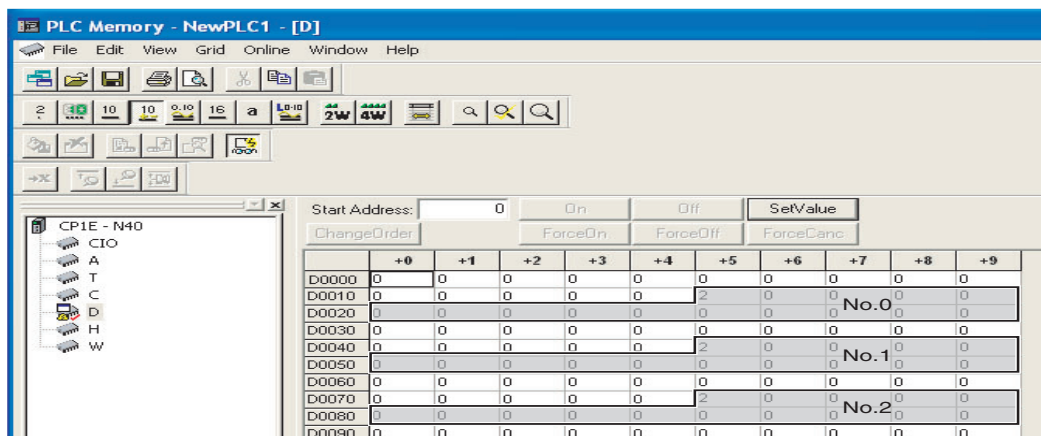 PLC Memory - NewPLC1 - [D]
File Edit View Grid Online Window Help
2 10 10 0.10 16 a L0-10 2W 4W
Start Address: 0 On Off SetValue
ChangeOrder ForceOn ForceOff ForceCanc
CP1E - N40
CIO
A
T
C
D
H
W
+0 +1 +2 +3 +4 +5 +6 +7 +8 +9
D0000 0 0 0 0 0 0 0 0 0 0
D0010 0 0 0 0 0 2 0 0 0 0
No.0
D0020 0 0 0 0 0 0 0 0 0 0
D0030 0 0 0 0 0 0 0 0 0 0
D0040 0 0 0 0 0 2 0 0 0 0
No.1
D0050 0 0 0 0 0 0 0 0 0 0
D0060 0 0 0 0 0 0 0 0 0 0
D0070 0 0 0 0 0 2 0 0 0 0
No.2
D0080 0 0 0 0 0 0 0 0 0 0
D0090 0 0 0 0 0 0 0 0 0 0